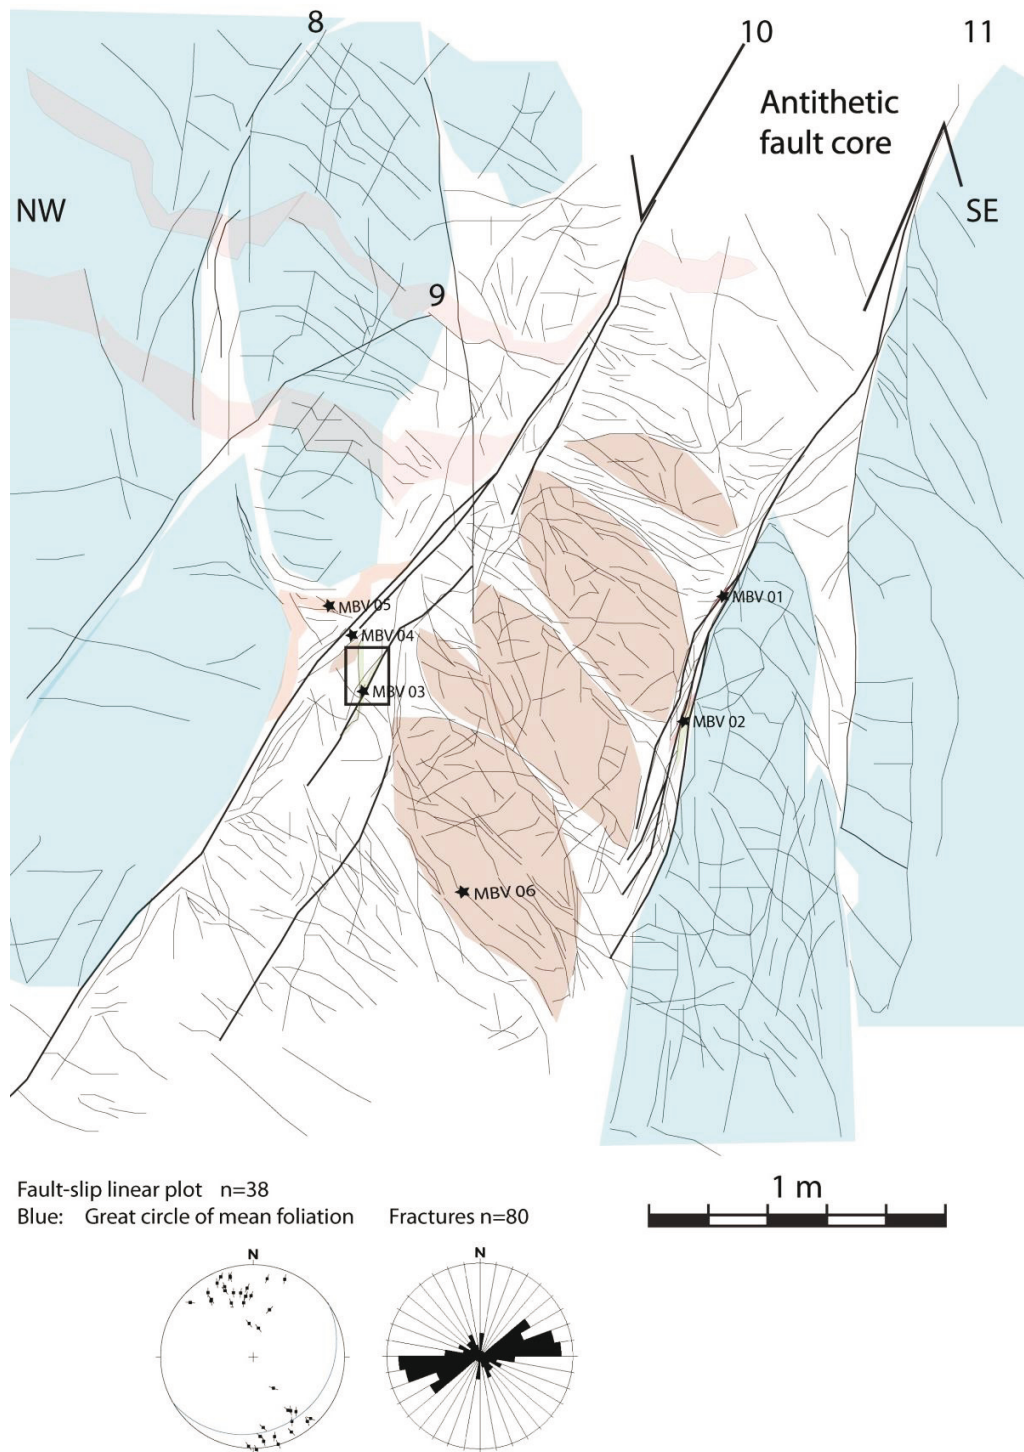 8
10
11
Antithetic
fault core
NW
SE
9
MBV 05
MBV 01
MBV 04
MBV 03
MBV 02
MBV 06
Fault-slip linear plot n=38
1 m
Blue: Great circle of mean foliation Fractures n=80
N
N